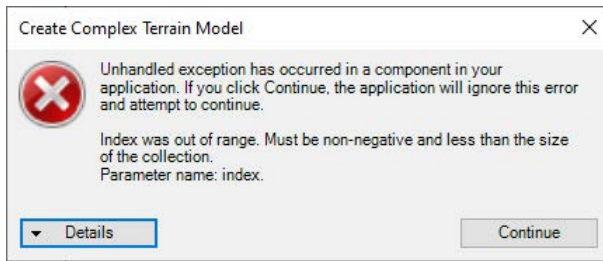 Create Complex Terrain Model
Unhandled exception has occurred in a component in your
application. If you click Continue, the application will ignore this error
and attempt to continue.
Index was out of range. Must be non-negative and less than the size
of the collection.
Parameter name: index.
Details
Continue